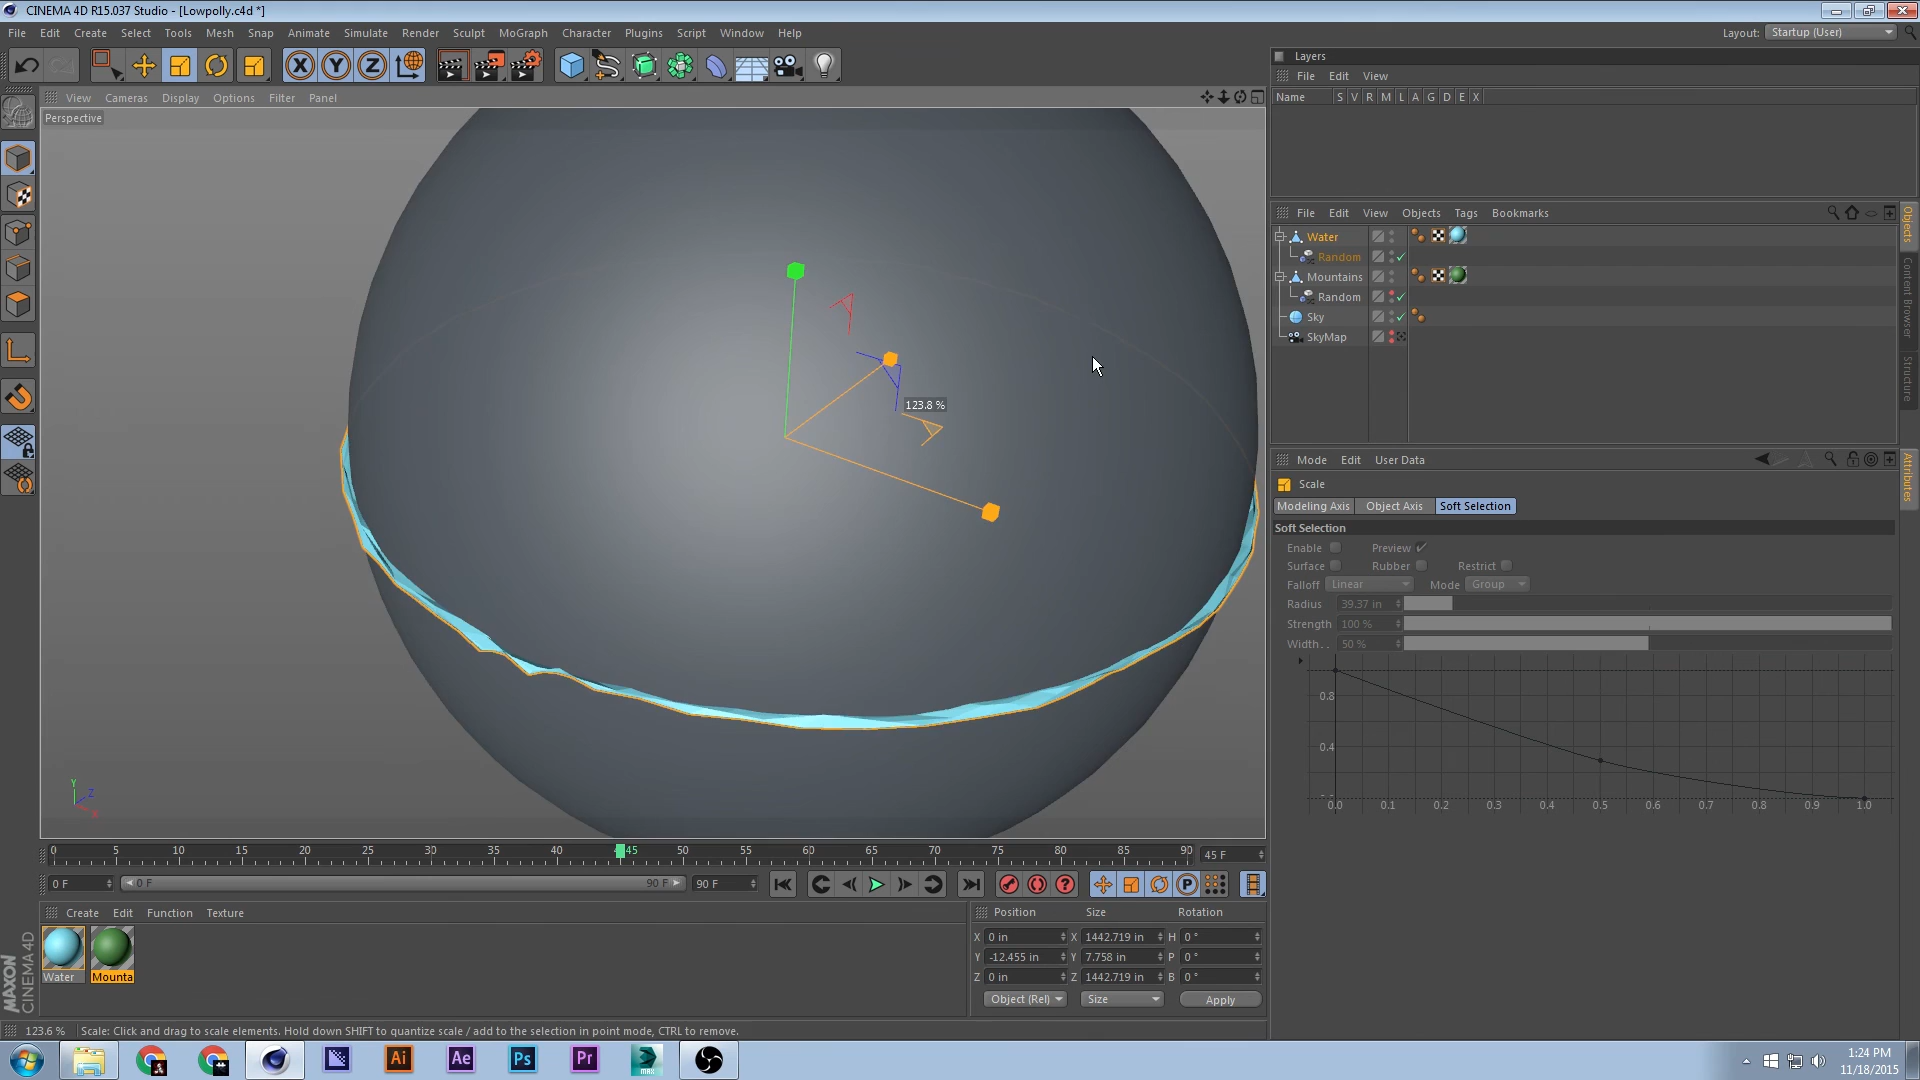 CINEMA 4D R15.037 Studio - [Lowpolly.c4d *]
File Edit Create Select Tools Mesh Snap Animate Simulate Render Sculpt MoGraph Character Plugins Script Window Help
Layout: Startup (User)
Layers
File Edit View
Name S V R M L A G D E X
View Cameras Display Options Filter Panel
Perspective
123.8 %
Y Z X
File Edit View Objects Tags Bookmarks
Water
Random
Mountains
Random
Sky
SkyMap
Objects
Content Browser
Structure
Mode Edit User Data
Attributes
Scale
Modeling Axis Object Axis Soft Selection
Soft Selection
Enable Preview
Surface Rubber Restrict
Falloff Linear Mode Group
Radius 39.37 in
Strength 100 %
Width. . 50 %
0.8
0.4
0.0 0.1 0.2 0.3 0.4 0.5 0.6 0.7 0.8 0.9 1.0
0 5 10 15 20 25 30 35 40 45 50 55 60 65 70 75 80 85 90 45 F
0 F 0 F 90 F 90 F
Create Edit Function Texture
Water Mounta
Position Size Rotation
X 0 in X 1442.719 in H 0 °
Y -12.455 in Y 7.758 in P 0 °
Z 0 in Z 1442.719 in B 0 °
Object (Rel) Size Apply
MAXON
CINEMA 4D
123.6 % Scale: Click and drag to scale elements. Hold down SHIFT to quantize scale / add to the selection in point mode, CTRL to remove.
Ai Ae Ps Pr MAX
1:24 PM
11/18/2015